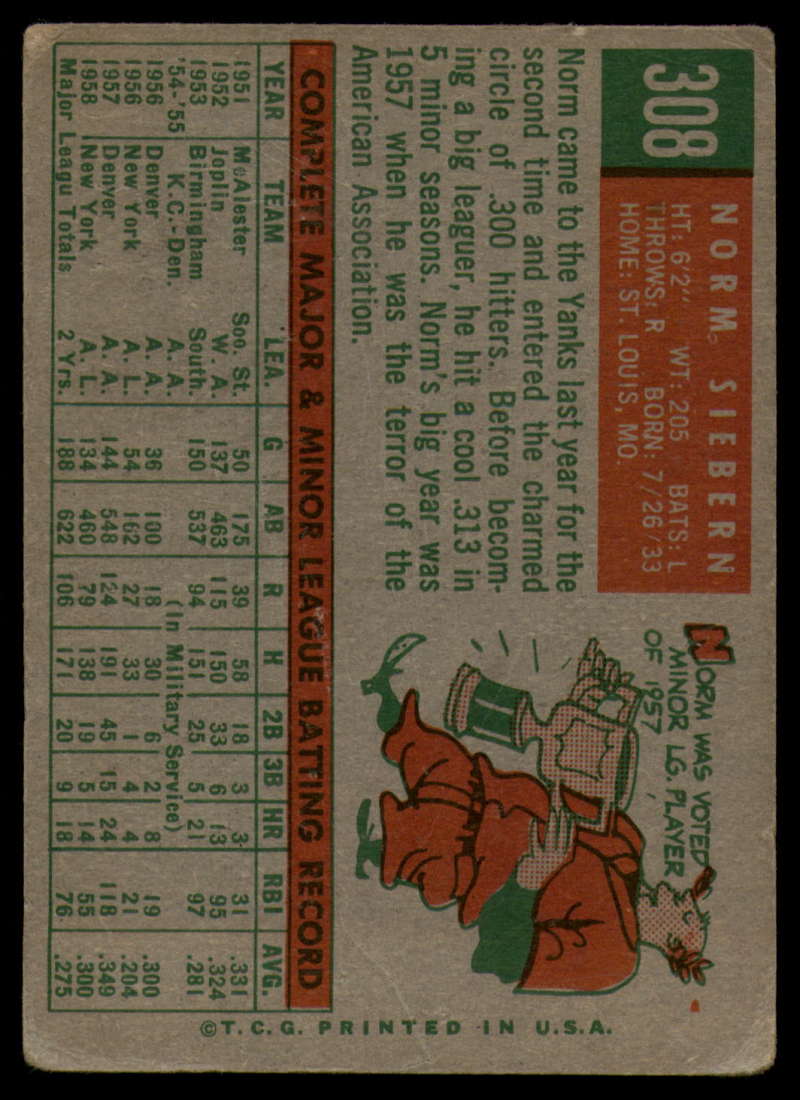 308
NORM SIEBERN
HT: 6'2" WT: 205 BATS: L
THROWS: R BORN: 7/26/33
HOME: ST. LOUIS, MO.
Norm came to the Yanks last year for the
second time and entered the charmed
circle of .300 hitters. Before becom-
ing a big leaguer, he hit a cool .313 in
5 minor seasons. Norm's big year was
1957 when he was the terror of the
American Association.
NORM WAS VOTED
MINOR LG. PLAYER
OF 1957
COMPLETE MAJOR & MINOR LEAGUE BATTING RECORD
YEAR TEAM LEA. G AB R H 2B 3B HR RBI AVG.
1951 McAlester Soo. St. 50 175 39 58 18 3 3 31 .331
1952 Joplin W. A. 137 463 115 150 33 6 13 95 .324
1953 Birmingham South. 150 537 94 151 25 5 21 97 .281
'54-'55 K.C.-Den. A. A. (In Military Service)
1956 Denver A. A. 36 100 18 30 6 2 8 19 .300
1956 New York A. L. 54 162 27 33 1 4 4 21 .204
1957 Denver A. A. 144 548 124 191 45 15 24 118 .349
1958 New York A. L. 134 460 79 138 19 5 14 55 .300
Major Leagu Totals 2 Yrs. 188 622 106 171 20 9 18 76 .275
©T.C.G. PRINTED IN U.S.A.